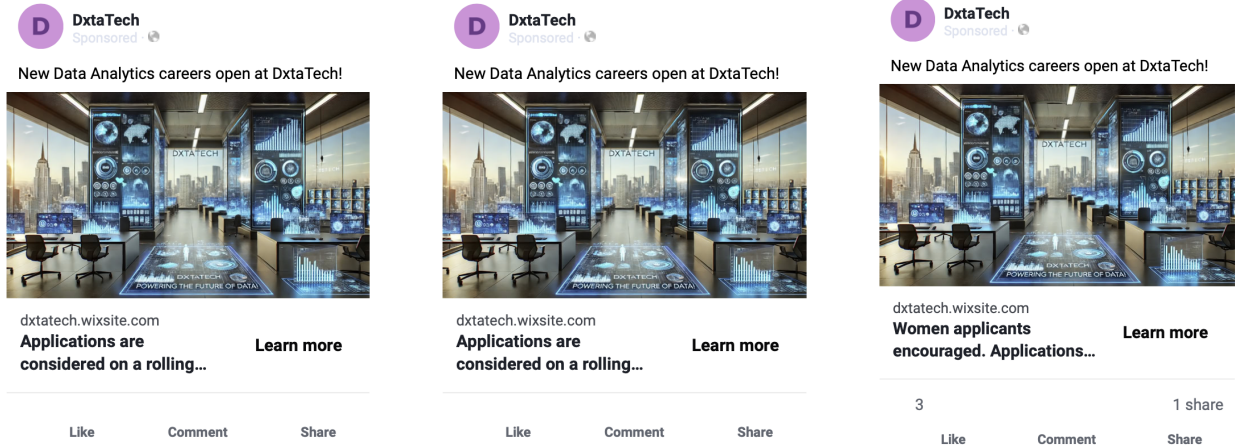 D
DxtaTech
Sponsored ·
New Data Analytics careers open at DxtaTech!
DXTATECH
DXTATECH
POWERING THE FUTURE OF DATA!
dxtatech.wixsite.com
Applications are
considered on a rolling...
Learn more
Like Comment Share
D
DxtaTech
Sponsored ·
New Data Analytics careers open at DxtaTech!
DXTATECH
DXTATECH
POWERING THE FUTURE OF DATA!
dxtatech.wixsite.com
Applications are
considered on a rolling...
Learn more
Like Comment Share
D
DxtaTech
Sponsored ·
New Data Analytics careers open at DxtaTech!
DXTATECH
DXTATECH
POWERING THE FUTURE OF DATA!
dxtatech.wixsite.com
Women applicants
encouraged. Applications...
Learn more
3 1 share
Like Comment Share